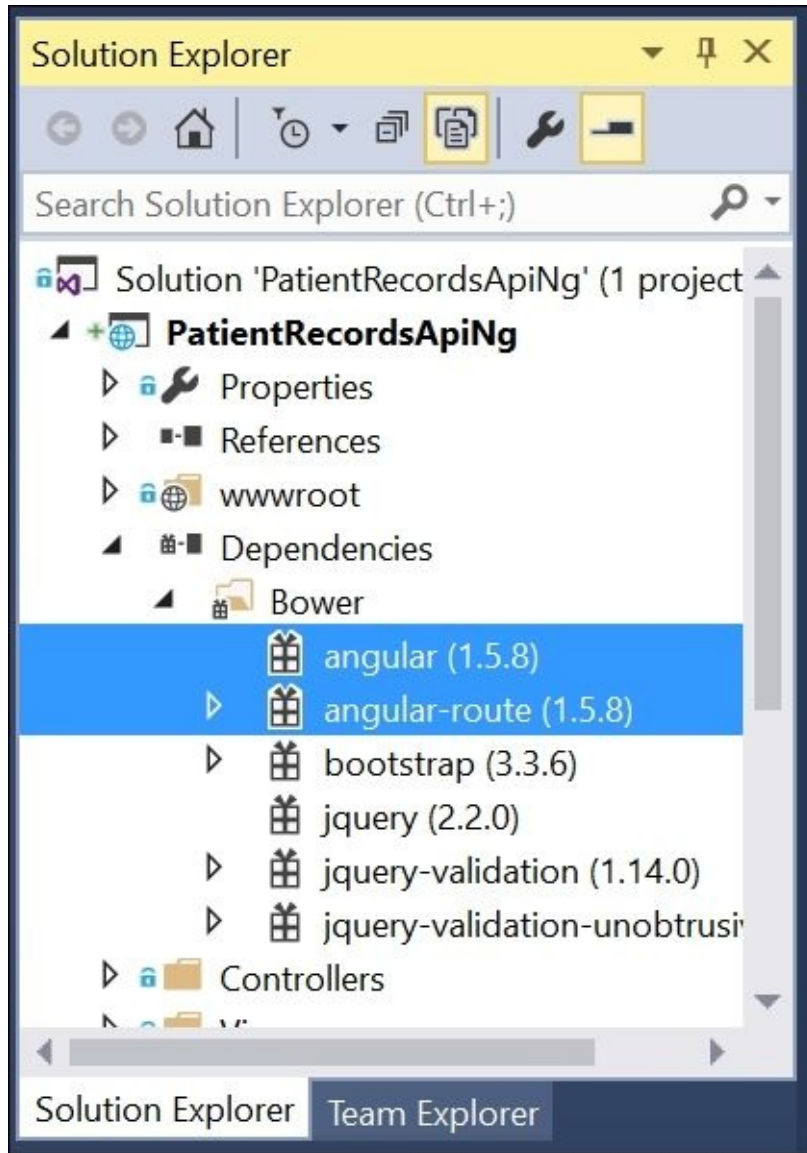 Solution Explorer
Search Solution Explorer (Ctrl+;)
Solution 'PatientRecordsApiNg' (1 project
PatientRecordsApiNg
Properties
References
wwwroot
Dependencies
Bower
angular (1.5.8)
angular-route (1.5.8)
bootstrap (3.3.6)
jquery (2.2.0)
jquery-validation (1.14.0)
jquery-validation-unobtrusi
Controllers
Solution Explorer Team Explorer